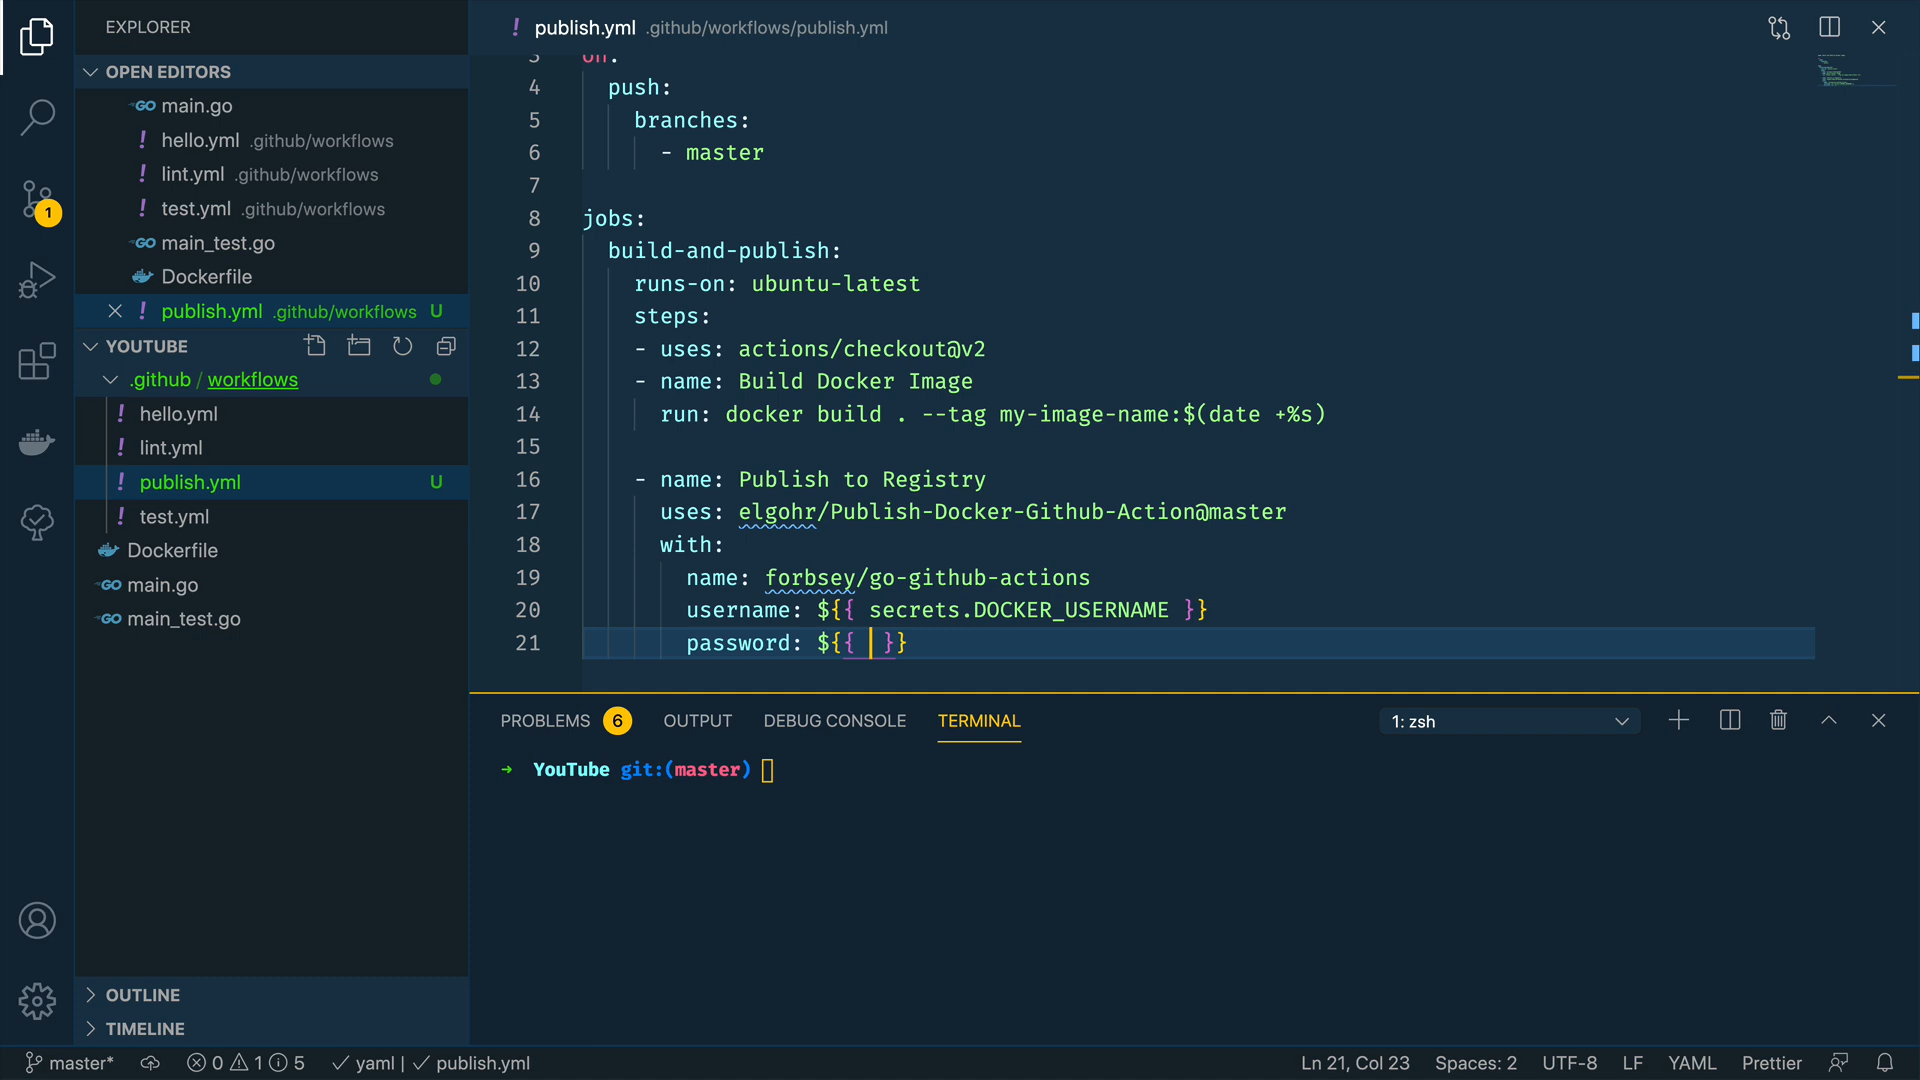 EXPLORER
OPEN EDITORS
main.go
hello.yml .github/workflows
lint.yml .github/workflows
test.yml .github/workflows
main_test.go
Dockerfile
publish.yml .github/workflows U
YOUTUBE
.github / workflows
hello.yml
lint.yml
publish.yml U
test.yml
Dockerfile
main.go
main_test.go
OUTLINE
TIMELINE
1
! publish.yml .github/workflows/publish.yml
3 on:
4 push:
5 branches:
6 - master
7
8 jobs:
9 build-and-publish:
10 runs-on: ubuntu-latest
11 steps:
12 - uses: actions/checkout@v2
13 - name: Build Docker Image
14 run: docker build . --tag my-image-name:$(date +%s)
15
16 - name: Publish to Registry
17 uses: elgohr/Publish-Docker-Github-Action@master
18 with:
19 name: forbsey/go-github-actions
20 username: ${{ secrets.DOCKER_USERNAME }}
21 password: ${{ }}
PROBLEMS 6 OUTPUT DEBUG CONSOLE TERMINAL 1: zsh
→ YouTube git:(master)
master* 0 1 5 yaml | publish.yml Ln 21, Col 23 Spaces: 2 UTF-8 LF YAML Prettier